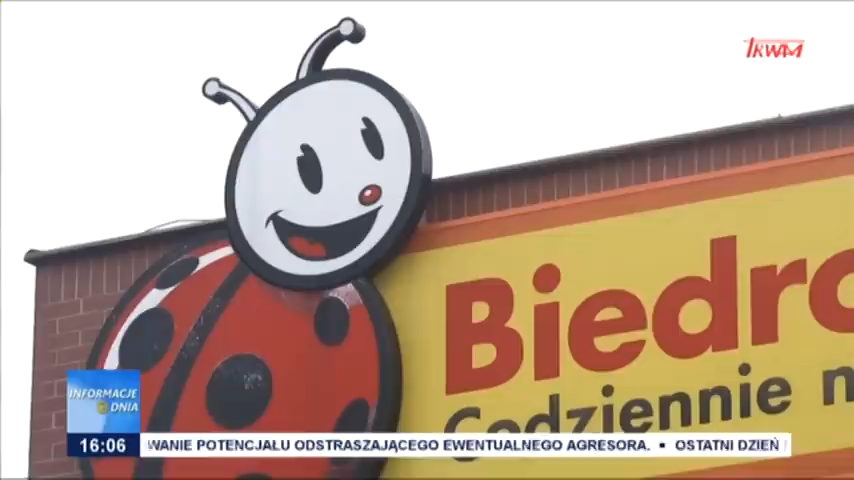 TRWAM
Biedro
Codziennie n
INFORMACJE
DNIA
16:06
WANIE POTENCJAŁU ODSTRASZAJĄCEGO EWENTUALNEGO AGRESORA. ▪ OSTATNI DZIEŃ